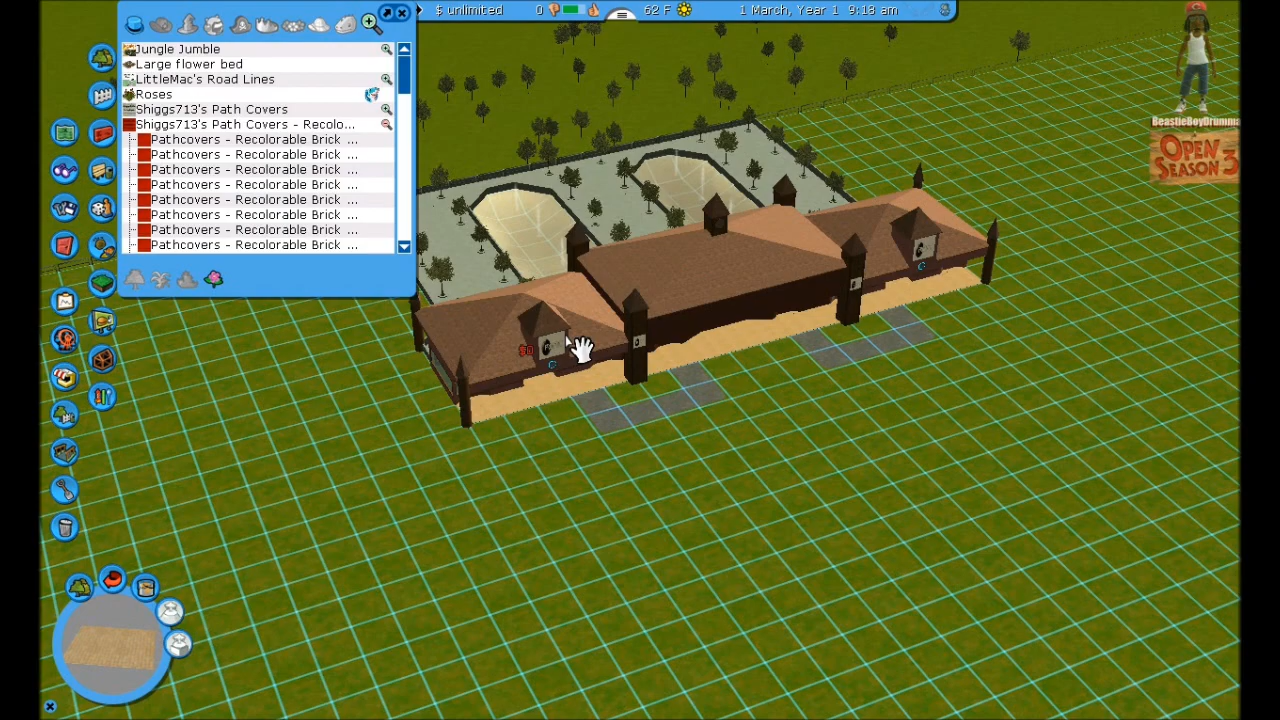 $ unlimited 0 62 F 1 March, Year 1 9:18 am
Jungle Jumble
Large flower bed
LittleMac's Road Lines
Roses
Shiggs713's Path Covers
Shiggs713's Path Covers - Recolo...
Pathcovers - Recolorable Brick ...
Pathcovers - Recolorable Brick ...
Pathcovers - Recolorable Brick ...
Pathcovers - Recolorable Brick ...
Pathcovers - Recolorable Brick ...
Pathcovers - Recolorable Brick ...
Pathcovers - Recolorable Brick ...
Pathcovers - Recolorable Brick ...
BeastieBoyDrumma
OPEN
SEASON 3
$0